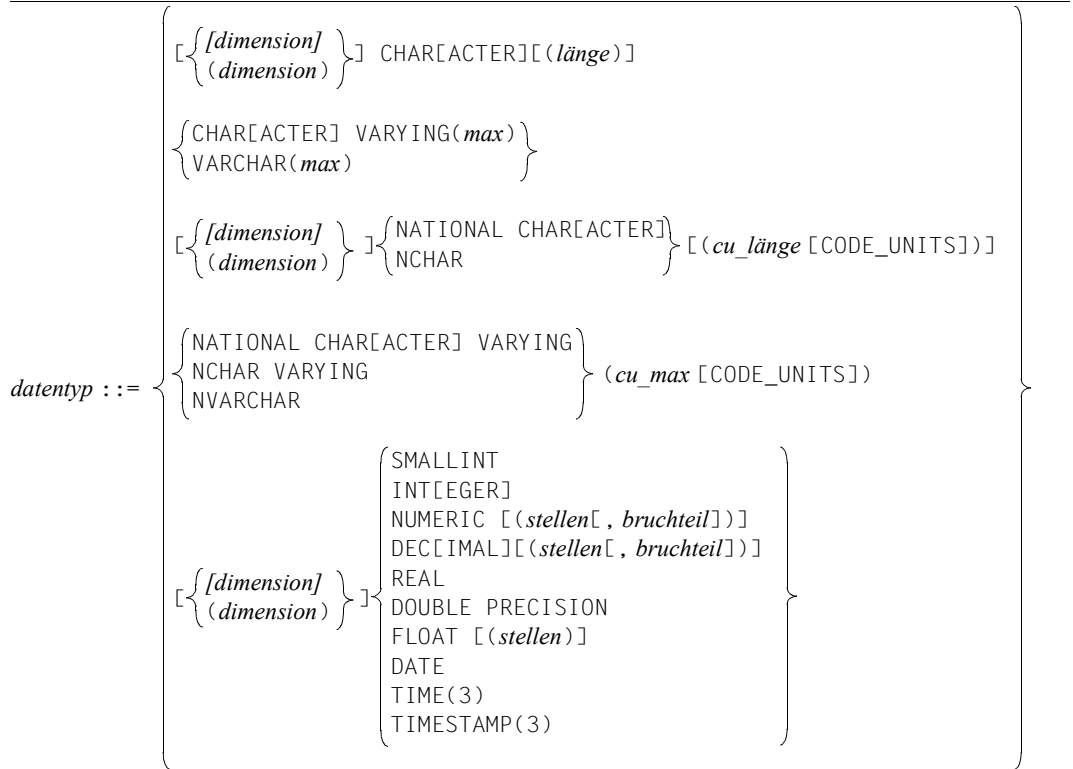 [dimension]
[ ] CHAR[ACTER][(länge)]
(dimension)
CHAR[ACTER] VARYING(max)
VARCHAR(max)
[dimension] NATIONAL CHAR[ACTER]
[ ] [(cu_länge [CODE_UNITS])]
(dimension) NCHAR
NATIONAL CHAR[ACTER] VARYING
datentyp ::= NCHAR VARYING (cu_max [CODE_UNITS])
NVARCHAR
SMALLINT
INT[EGER]
NUMERIC [(stellen[, bruchteil])]
DEC[IMAL][(stellen[, bruchteil])]
[dimension] REAL
[ ]
(dimension) DOUBLE PRECISION
FLOAT [(stellen)]
DATE
TIME(3)
TIMESTAMP(3)